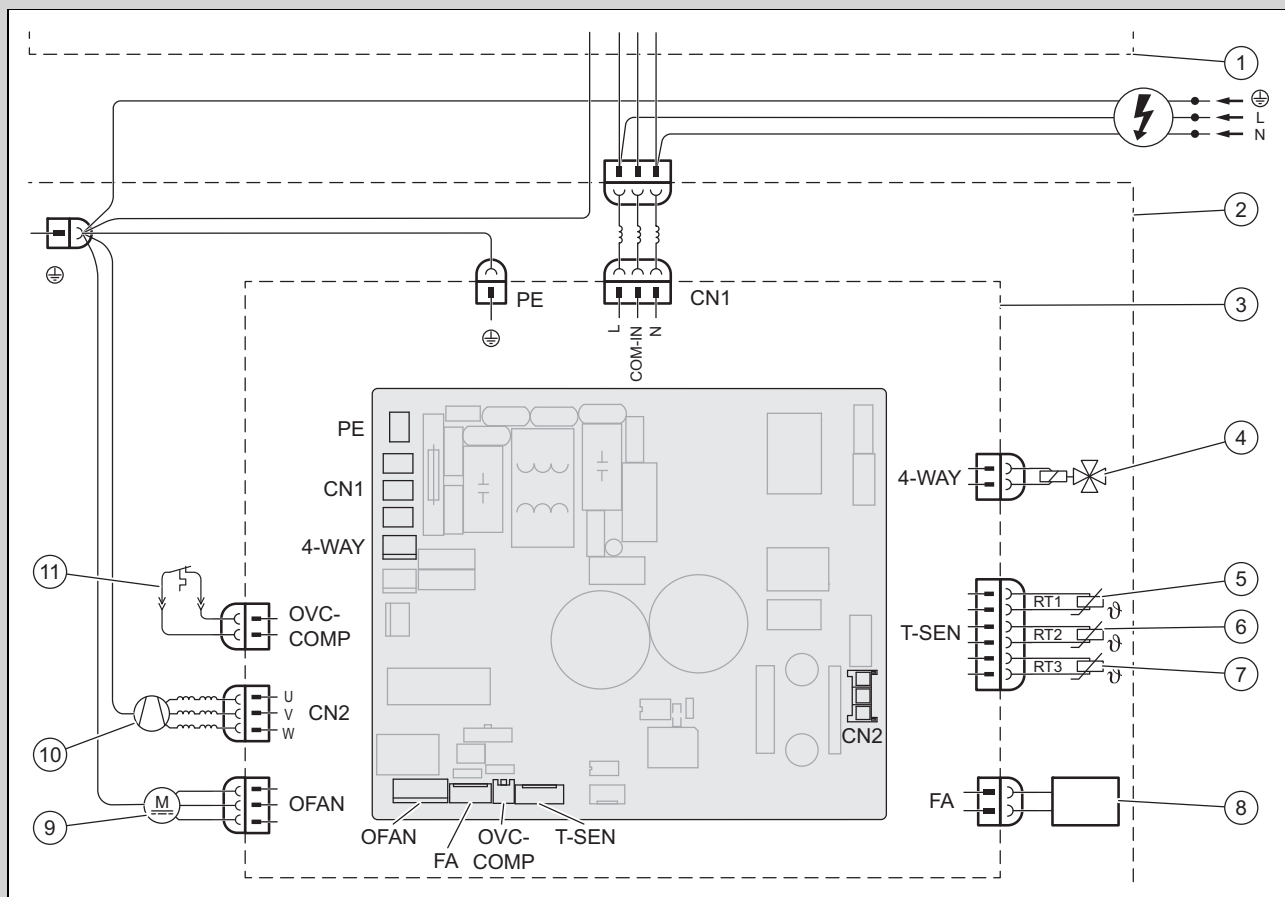 1
L
N
2
PE
CN1
3
L
COM-IN
N
PE
CN1
4-WAY
4-WAY
4
11
OVC-
COMP
T-SEN
RT1
ϑ
5
RT2
ϑ
6
RT3
ϑ
7
U
V
W
CN2
CN2
10
M
9
OFAN
FA
8
OFAN
FA
OVC-
COMP
T-SEN